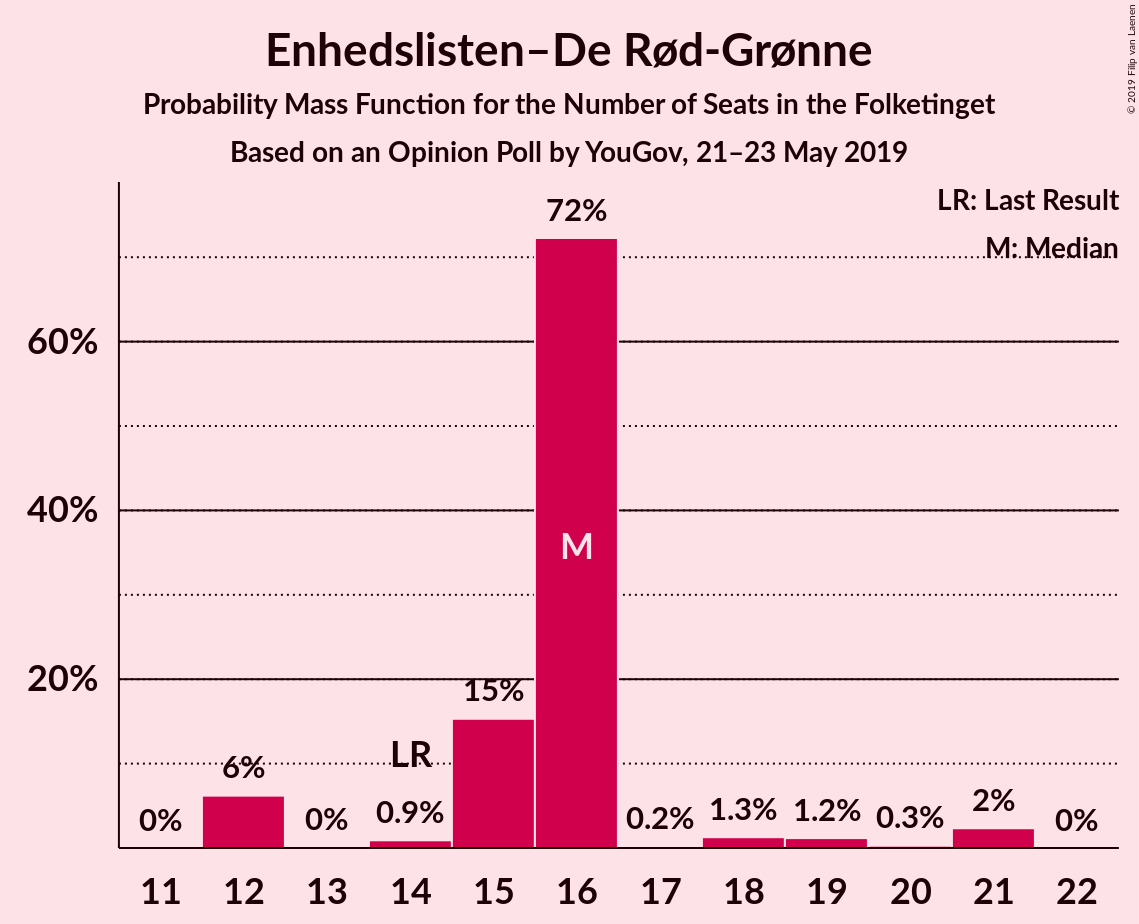 Enhedslisten–De Rød-Grønne
Probability Mass Function for the Number of Seats in the Folketinget
Based on an Opinion Poll by YouGov, 21–23 May 2019
© 2019 Filip van Laenen
LR: Last Result
M: Median
60%
40%
20%
0%
6%
0%
0.9%
LR
15%
72%
M
0.2%
1.3%
1.2%
0.3%
2%
0%
11 12 13 14 15 16 17 18 19 20 21 22